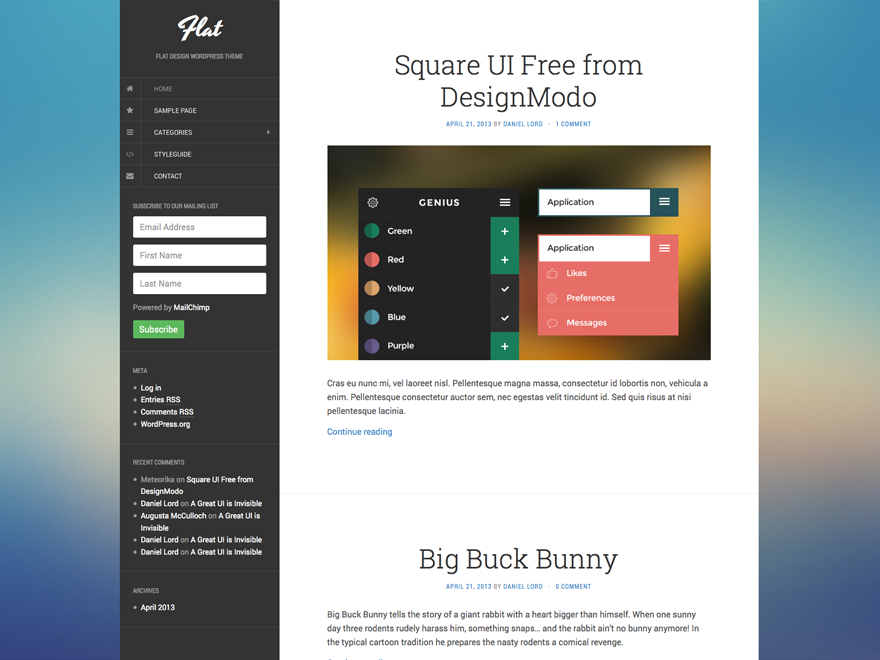 Flat
FLAT DESIGN WORDPRESS THEME
HOME
SAMPLE PAGE
CATEGORIES
STYLEGUIDE
CONTACT
SUBSCRIBE TO OUR MAILING LIST
Email Address
First Name
Last Name
Powered by MailChimp
Subscribe
META
Log in
Entries RSS
Comments RSS
WordPress.org
RECENT COMMENTS
Meteorika on Square UI Free from
DesignModo
Daniel Lord on A Great UI is Invisible
Augusta McCulloch on A Great UI is
Invisible
Daniel Lord on A Great UI is Invisible
Daniel Lord on A Great UI is Invisible
ARCHIVES
April 2013
Square UI Free from
DesignModo
APRIL 21, 2013 BY DANIEL LORD - 1 COMMENT
GENIUS
Green
Red
Yellow
Blue
Purple
Application
Application
Likes
Preferences
Messages
Cras eu nunc mi, vel laoreet nisl. Pellentesque magna massa, consectetur id lobortis non, vehicula a
enim. Pellentesque consectetur auctor sem, nec egestas velit tincidunt id. Sed quis risus at nisi
pellentesque lacinia.
Continue reading
Big Buck Bunny
APRIL 21, 2013 BY DANIEL LORD - 0 COMMENT
Big Buck Bunny tells the story of a giant rabbit with a heart bigger than himself. When one sunny
day three rodents rudely harass him, something snaps... and the rabbit ain't no bunny anymore! In
the typical cartoon tradition he prepares the nasty rodents a comical revenge.